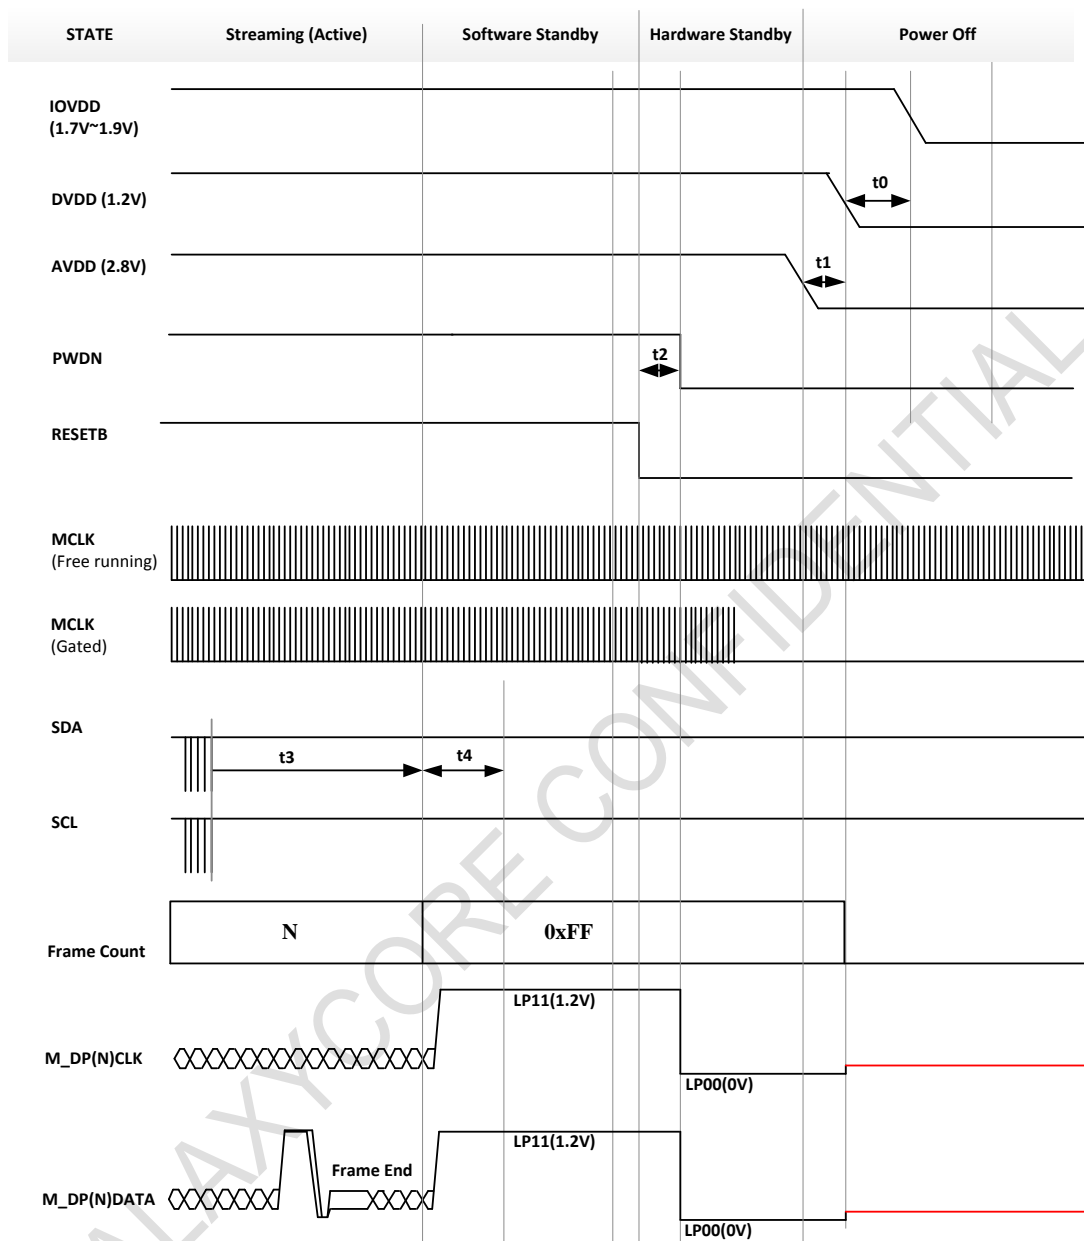 STATE Streaming (Active) Software Standby Hardware Standby Power Off
IOVDD
(1.7V~1.9V)
DVDD (1.2V)
t0
AVDD (2.8V)
t1
PWDN
t2
RESETB
MCLK
(Free running)
MCLK
(Gated)
SDA
t3 t4
SCL
Frame Count
N 0xFF
LP11(1.2V)
M_DP(N)CLK
LP00(0V)
LP11(1.2V)
Frame End
M_DP(N)DATA
LP00(0V)
ALAXYCORE CONFIDENTIAL